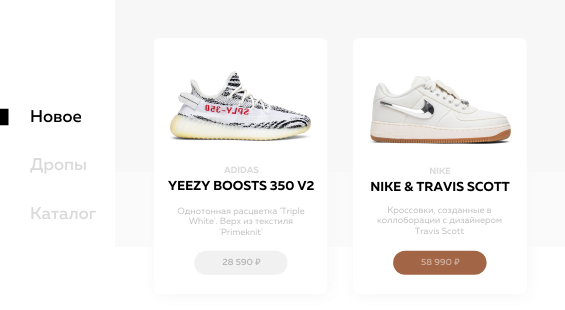 Новое
Дропы
Каталог
SPLY-350
ADIDAS
YEEZY BOOSTS 350 V2
Однотонная расцветка 'Triple
White'. Верх из текстиля
'Primeknit'
28 590 ₽
NIKE
NIKE & TRAVIS SCOTT
Кроссовки, созданные в
коллоборации с дизайнером
Travis Scott
58 990 ₽